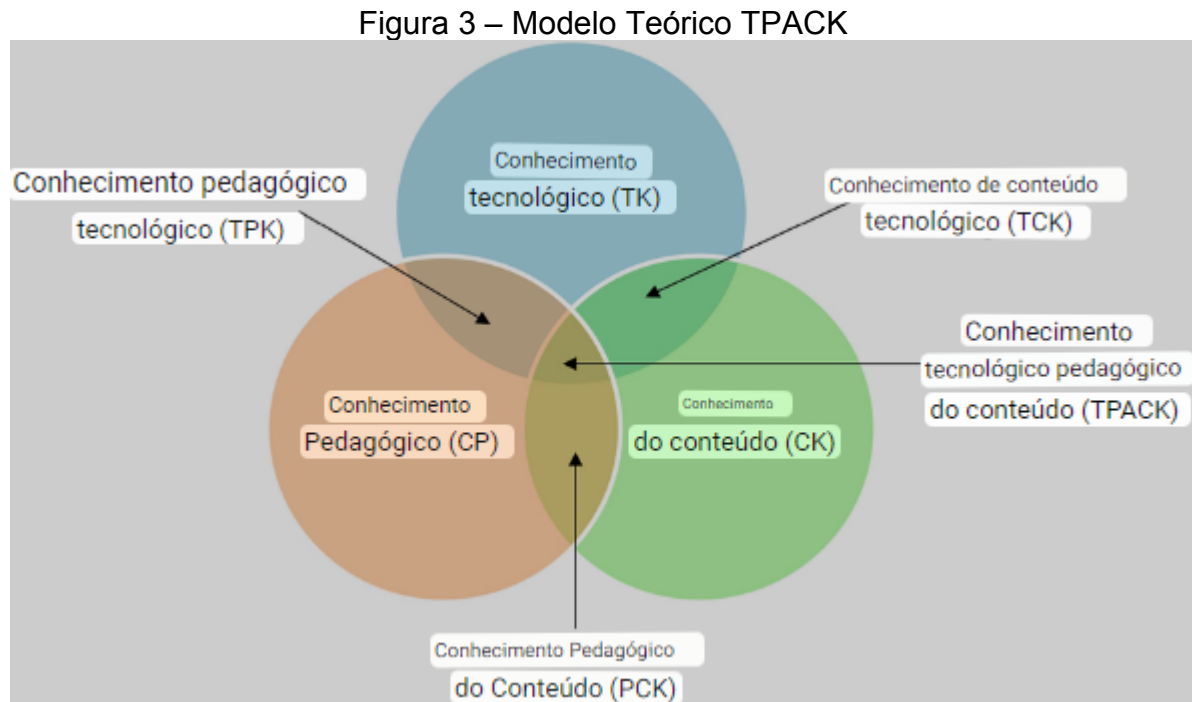 Figura 3 – Modelo Teórico TPACK
Conhecimento
tecnológico (TK)
Conhecimento pedagógico
tecnológico (TPK)
Conhecimento de conteúdo
tecnológico (TCK)
Conhecimento
tecnológico pedagógico
do conteúdo (TPACK)
Conhecimento
Pedagógico (CP)
Conhecimento
do conteúdo (CK)
Conhecimento Pedagógico
do Conteúdo (PCK)